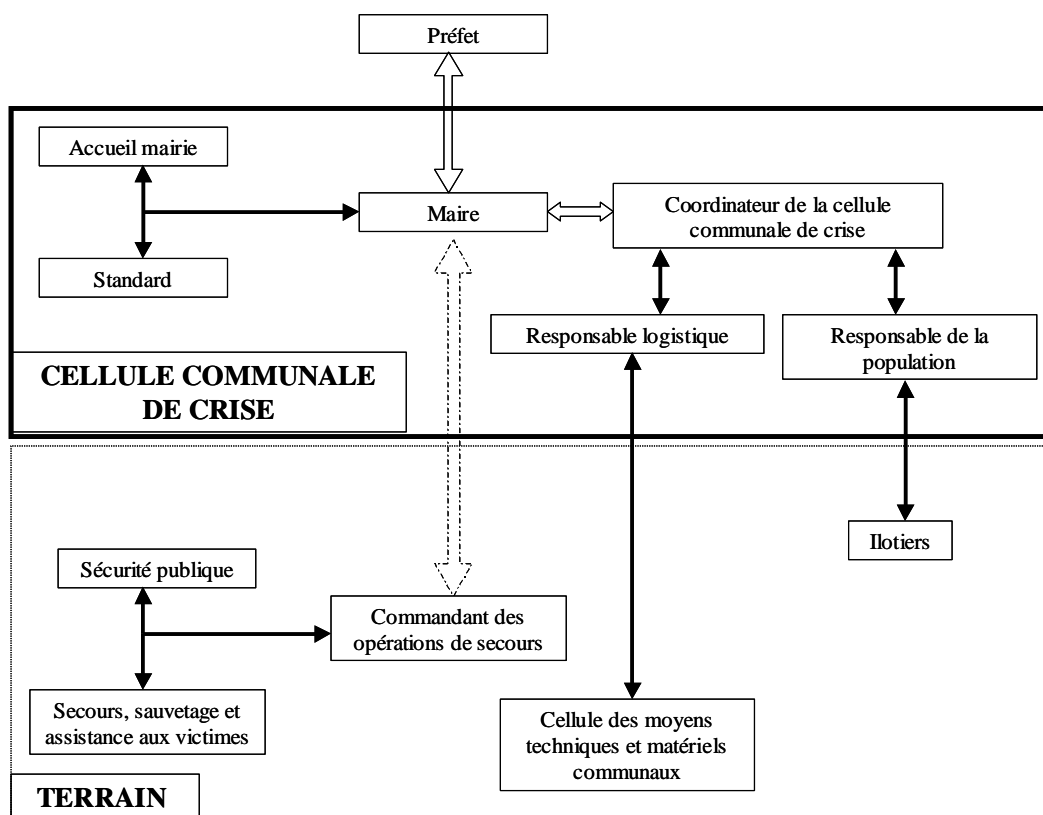 Préfet
Accueil mairie
Maire
Coordinateur de la cellule
communale de crise
Standard
Responsable logistique
Responsable de la
population
CELLULE COMMUNALE
DE CRISE
Ilotiers
Sécurité publique
Commandant des
opérations de secours
Secours, sauvetage et
assistance aux victimes
Cellule des moyens
techniques et matériels
communaux
TERRAIN